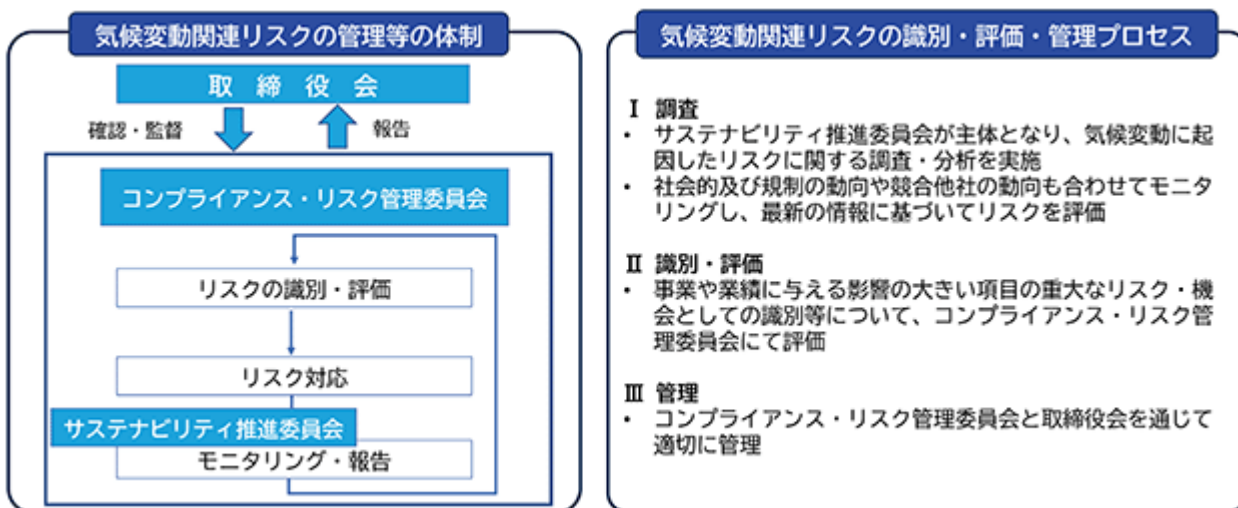 気候変動関連リスクの管理等の体制
取締役会
確認・監督
報告
コンプライアンス・リスク管理委員会
リスクの識別・評価
リスク対応
サステナビリティ推進委員会
モニタリング・報告
気候変動関連リスクの識別・評価・管理プロセス
Ⅰ 調査
• サステナビリティ推進委員会が主体となり、気候変動に起
因したリスクに関する調査・分析を実施
• 社会的及び規制の動向や競合他社の動向も合わせてモニタ
リングし、最新の情報に基づいてリスクを評価
Ⅱ 識別・評価
• 事業や業績に与える影響の大きい項目の重大なリスク・機
会としての識別等について、コンプライアンス・リスク管
理委員会にて評価
Ⅲ 管理
• コンプライアンス・リスク管理委員会と取締役会を通じて
適切に管理